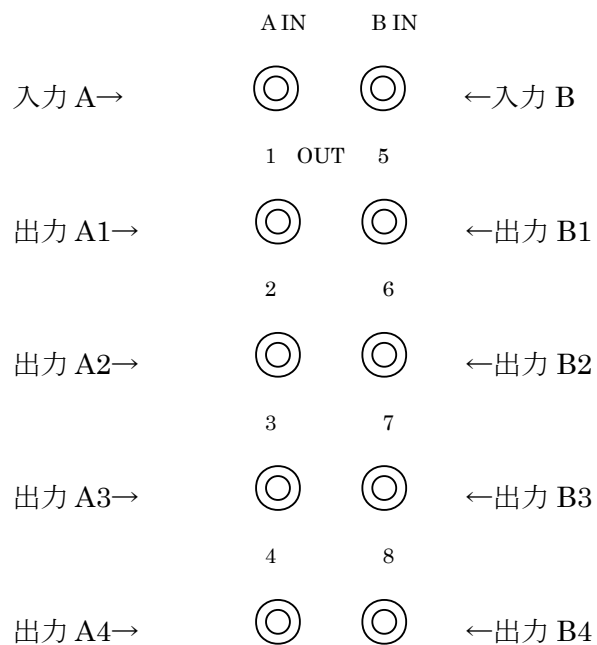 A IN B IN
入力 A→ ←入力 B
1 OUT 5
出力 A1→ ←出力 B1
2 6
出力 A2→ ←出力 B2
3 7
出力 A3→ ←出力 B3
4 8
出力 A4→ ←出力 B4